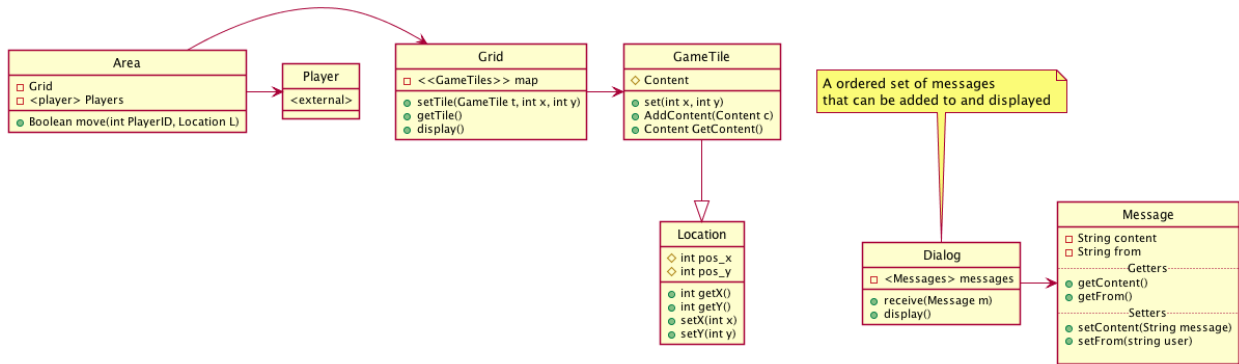 Area
Grid
<player> Players
Boolean move(int PlayerID, Location L)
Player
<external>
Grid
<<GameTiles>> map
setTile(GameTile t, int x, int y)
getTile()
display()
GameTile
Content
set(int x, int y)
AddContent(Content c)
Content GetContent()
Location
int pos_x
int pos_y
int getX()
int getY()
setX(int x)
setY(int y)
A ordered set of messages
that can be added to and displayed
Dialog
<Messages> messages
receive(Message m)
display()
Message
String content
String from
Getters
getContent()
getFrom()
Setters
setContent(String message)
setFrom(string user)